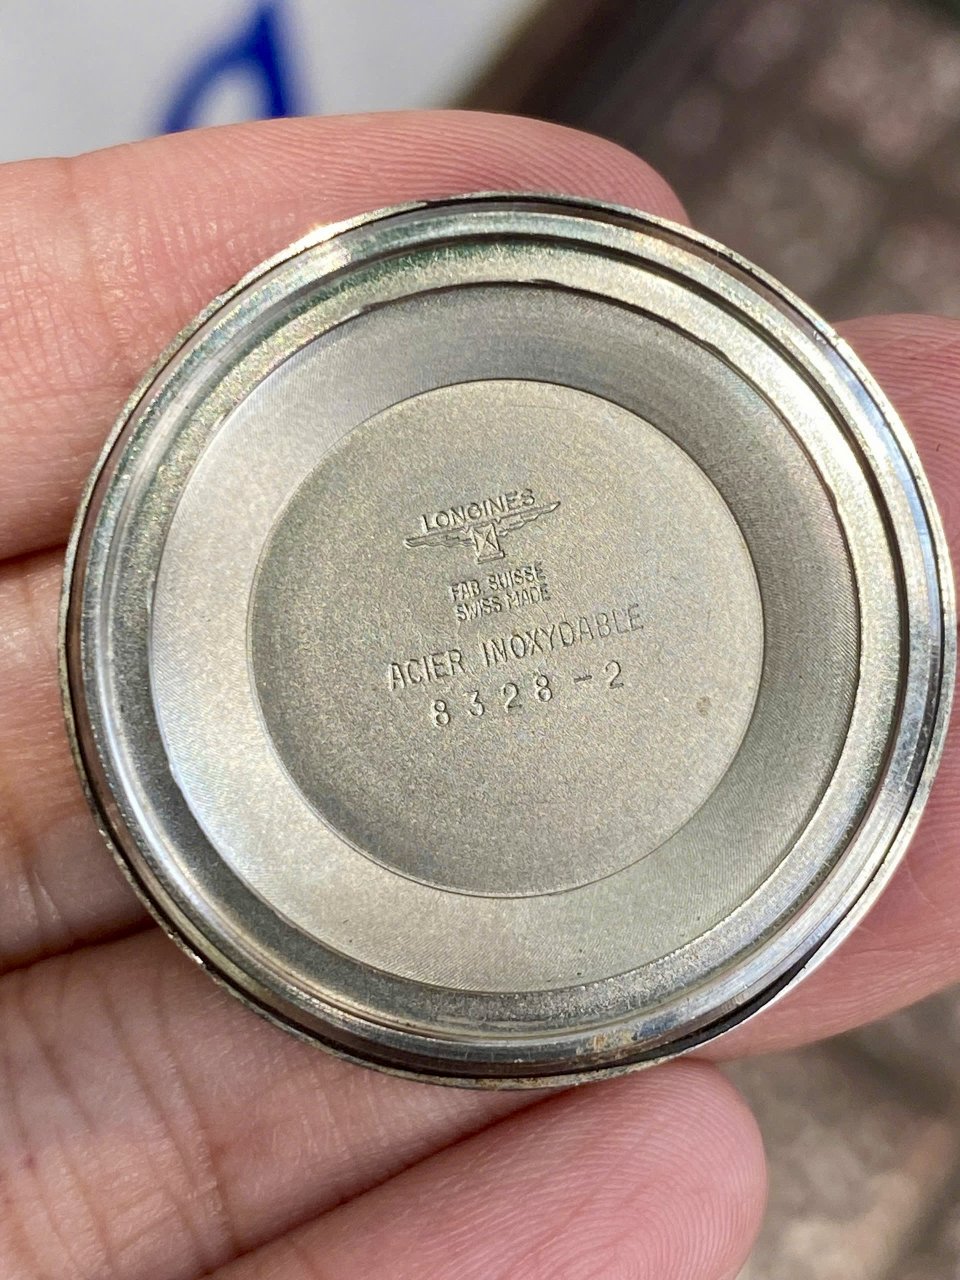 LONGINES
FAB. SUISSE
SWISS MADE
ACIER INOXYDABLE
8328-2